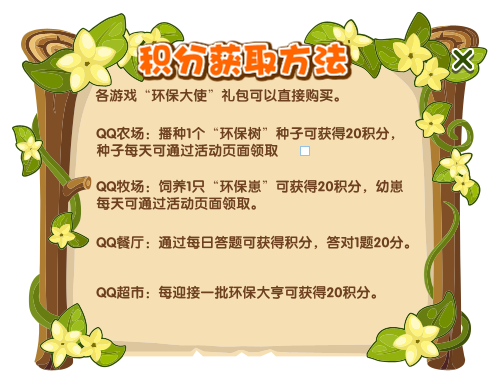 积分获取方法
各游戏“环保大使”礼包可以直接购买。
QQ农场：播种1个“环保树”种子可获得20积分，
种子每天可通过活动页面领取
QQ牧场：饲养1只“环保崽”可获得20积分，幼崽
每天可通过活动页面领取。
QQ餐厅：通过每日答题可获得积分，答对1题20分。
QQ超市：每迎接一批环保大亨可获得20积分。